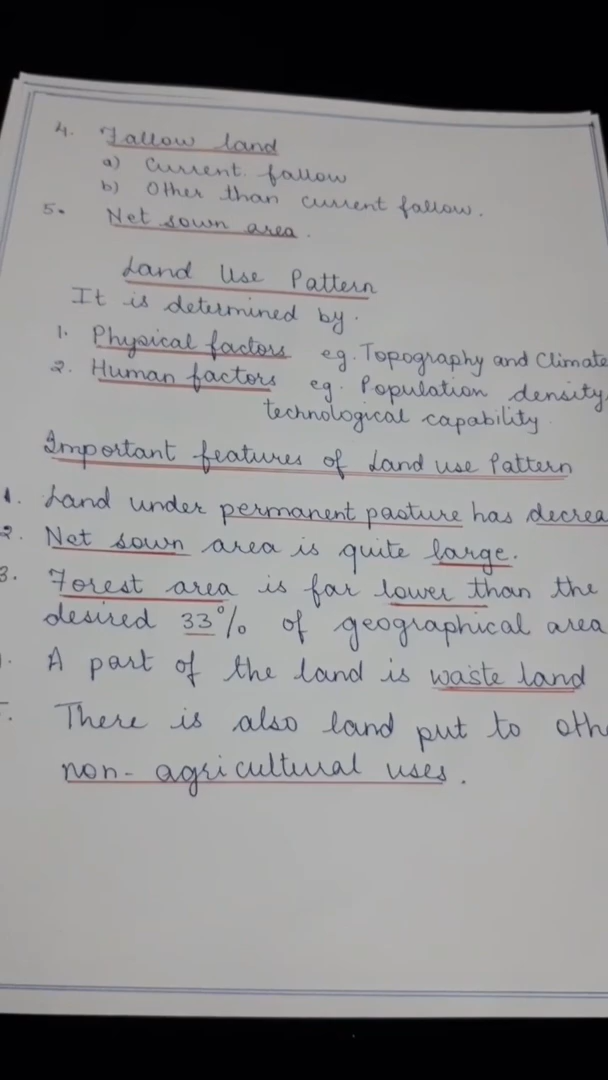 4. Fallow land
a) Current fallow
b) Other than current fallow.
5. Net sown area.
Land Use Pattern
It is determined by.
1. Physical factors eg. Topography and Climate
2. Human factors eg. Population density
technological capability.
Important features of Land use Pattern
1. Land under permanent pasture has decrea
2. Net sown area is quite large.
3. Forest area is far lower than the
desired 33% of geographical area
A part of the land is waste land
There is also land put to oth
non-agricultural uses.